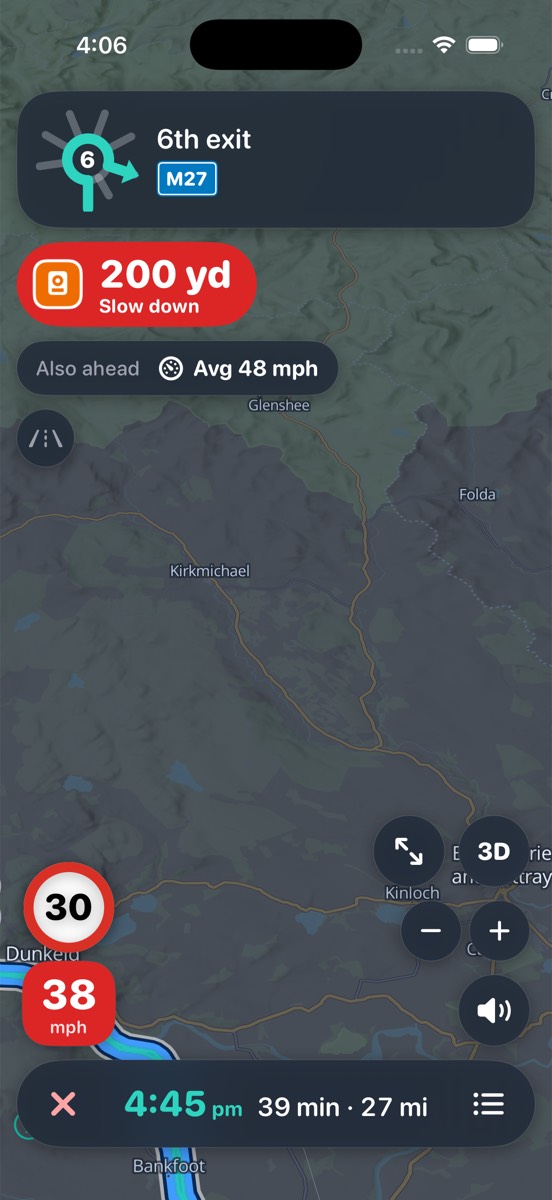 4:06
6
6th exit
M27
200 yd
Slow down
Also ahead Avg 48 mph
Glenshee
Folda
Kirkmichael
3D
Kinloch
30
Dunkeld
38
mph
4:45 pm 39 min · 27 mi
Bankfoot